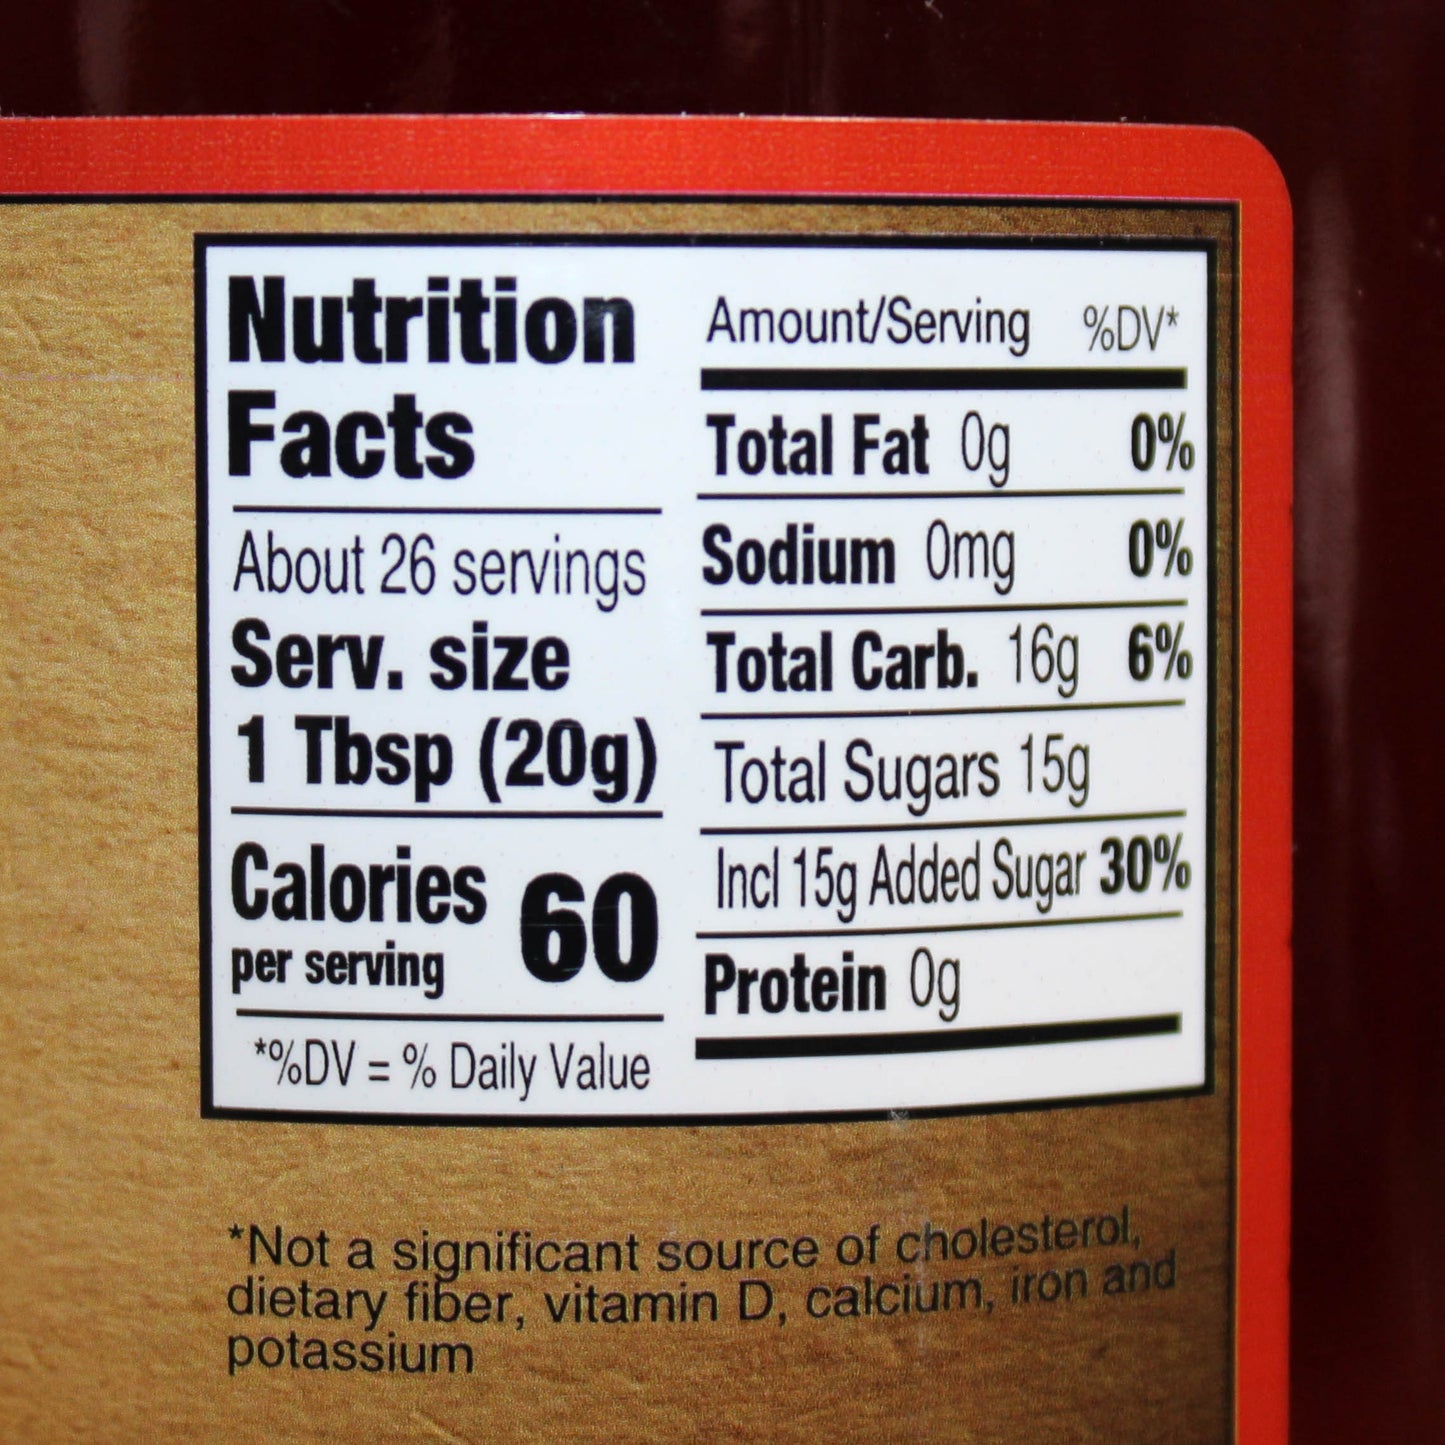 Nutrition
Facts
About 26 servings
Serv. size
1 Tbsp (20g)
Calories 60
per serving
*%DV = % Daily Value
Amount/Serving %DV*
Total Fat 0g 0%
Sodium 0mg 0%
Total Carb. 16g 6%
Total Sugars 15g
Incl 15g Added Sugar 30%
Protein 0g
*Not a significant source of cholesterol,
dietary fiber, vitamin D, calcium, iron and
potassium